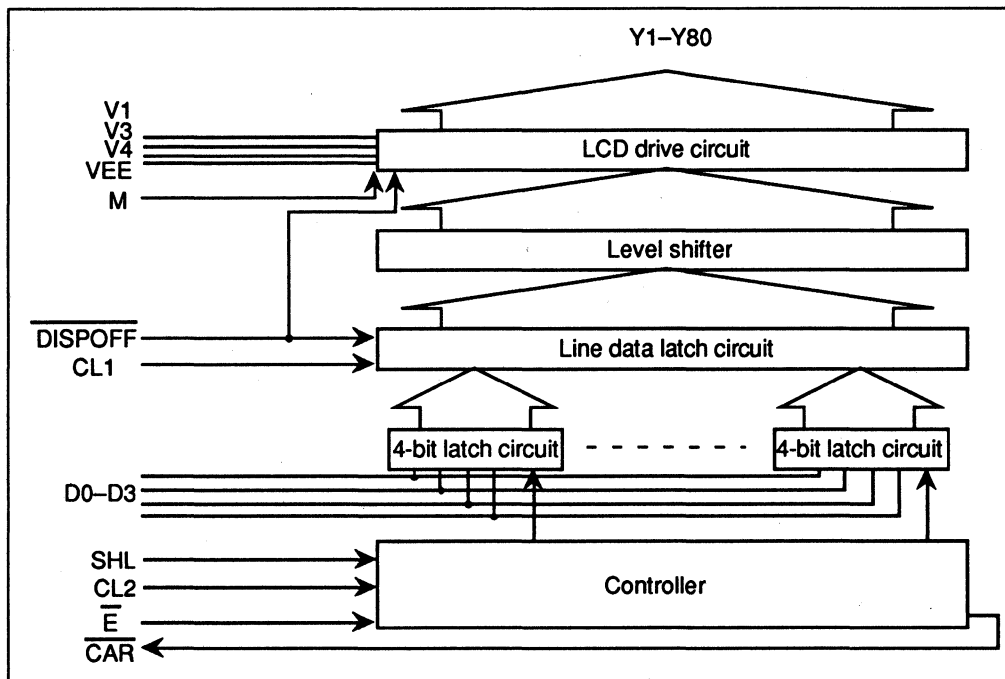 Y1–Y80
V1
V3
V4
VEE
M
LCD drive circuit
Level shifter
DISPOFF
CL1
Line data latch circuit
4-bit latch circuit
4-bit latch circuit
D0–D3
SHL
CL2
E
CAR
Controller